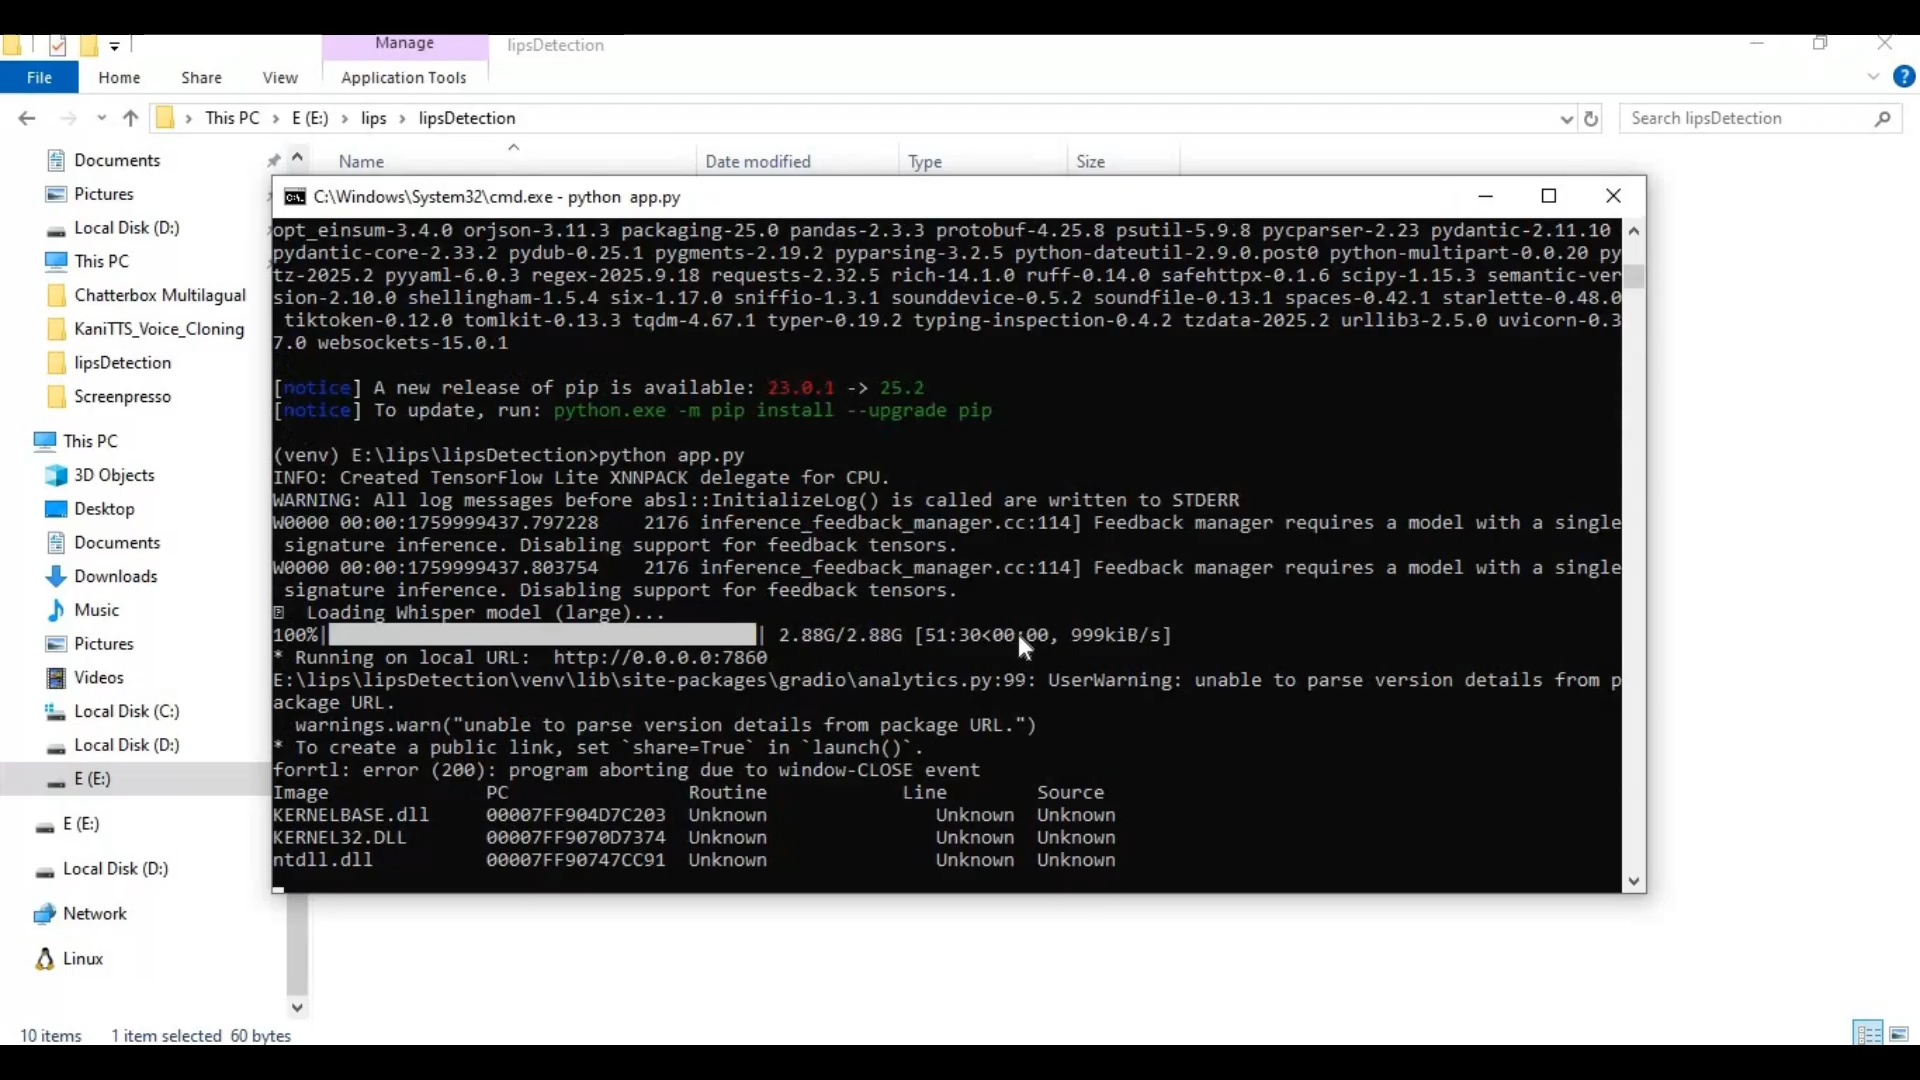 Manage
lipsDetection
File
Home
Share
View
Application Tools
This PC
E (E:)
lips
lipsDetection
Search lipsDetection
Documents
Pictures
Local Disk (D:)
This PC
Chatterbox Multilagual
KaniTTS_Voice_Cloning
lipsDetection
Screenpresso
This PC
3D Objects
Desktop
Documents
Downloads
Music
Pictures
Videos
Local Disk (C:)
Local Disk (D:)
E (E:)
E (E:)
Local Disk (D:)
Network
Linux
Name
Date modified
Type
Size
C:\Windows\System32\cmd.exe - python  app.py
opt_einsum-3.4.0 orjson-3.11.3 packaging-25.0 pandas-2.3.3 protobuf-4.25.8 psutil-5.9.8 pycparser-2.23 pydantic-2.11.10
pydantic-core-2.33.2 pydub-0.25.1 pygments-2.19.2 pyparsing-3.2.5 python-dateutil-2.9.0.post0 python-multipart-0.0.20 py
tz-2025.2 pyyaml-6.0.3 regex-2025.9.18 requests-2.32.5 rich-14.1.0 ruff-0.14.0 safehttpx-0.1.6 scipy-1.15.3 semantic-ver
sion-2.10.0 shellingham-1.5.4 six-1.17.0 sniffio-1.3.1 sounddevice-0.5.2 soundfile-0.13.1 spaces-0.42.1 starlette-0.48.0
tiktoken-0.12.0 tomlkit-0.13.3 tqdm-4.67.1 typer-0.19.2 typing-inspection-0.4.2 tzdata-2025.2 urllib3-2.5.0 uvicorn-0.3
7.0 websockets-15.0.1
[notice] A new release of pip is available: 23.0.1 -> 25.2
[notice] To update, run: python.exe -m pip install --upgrade pip
(venv) E:\lips\lipsDetection>python app.py
INFO: Created TensorFlow Lite XNNPACK delegate for CPU.
WARNING: All log messages before absl::InitializeLog() is called are written to STDERR
W0000 00:00:1759999437.797228    2176 inference_feedback_manager.cc:114] Feedback manager requires a model with a single
signature inference. Disabling support for feedback tensors.
W0000 00:00:1759999437.803754    2176 inference_feedback_manager.cc:114] Feedback manager requires a model with a single
signature inference. Disabling support for feedback tensors.
Loading Whisper model (large)...
100%| | 2.88G/2.88G [51:30<00:00, 999kiB/s]
* Running on local URL:  http://0.0.0.0:7860
E:\lips\lipsDetection\venv\lib\site-packages\gradio\analytics.py:99: UserWarning: unable to parse version details from p
ackage URL.
warnings.warn("unable to parse version details from package URL.")
* To create a public link, set `share=True` in `launch()`.
forrtl: error (200): program aborting due to window-CLOSE event
Image              PC                Routine            Line        Source
KERNELBASE.dll     00007FF904D7C203  Unknown               Unknown  Unknown
KERNEL32.DLL       00007FF9070D7374  Unknown               Unknown  Unknown
ntdll.dll          00007FF90747CC91  Unknown               Unknown  Unknown
10 items
1 item selected  60 bytes